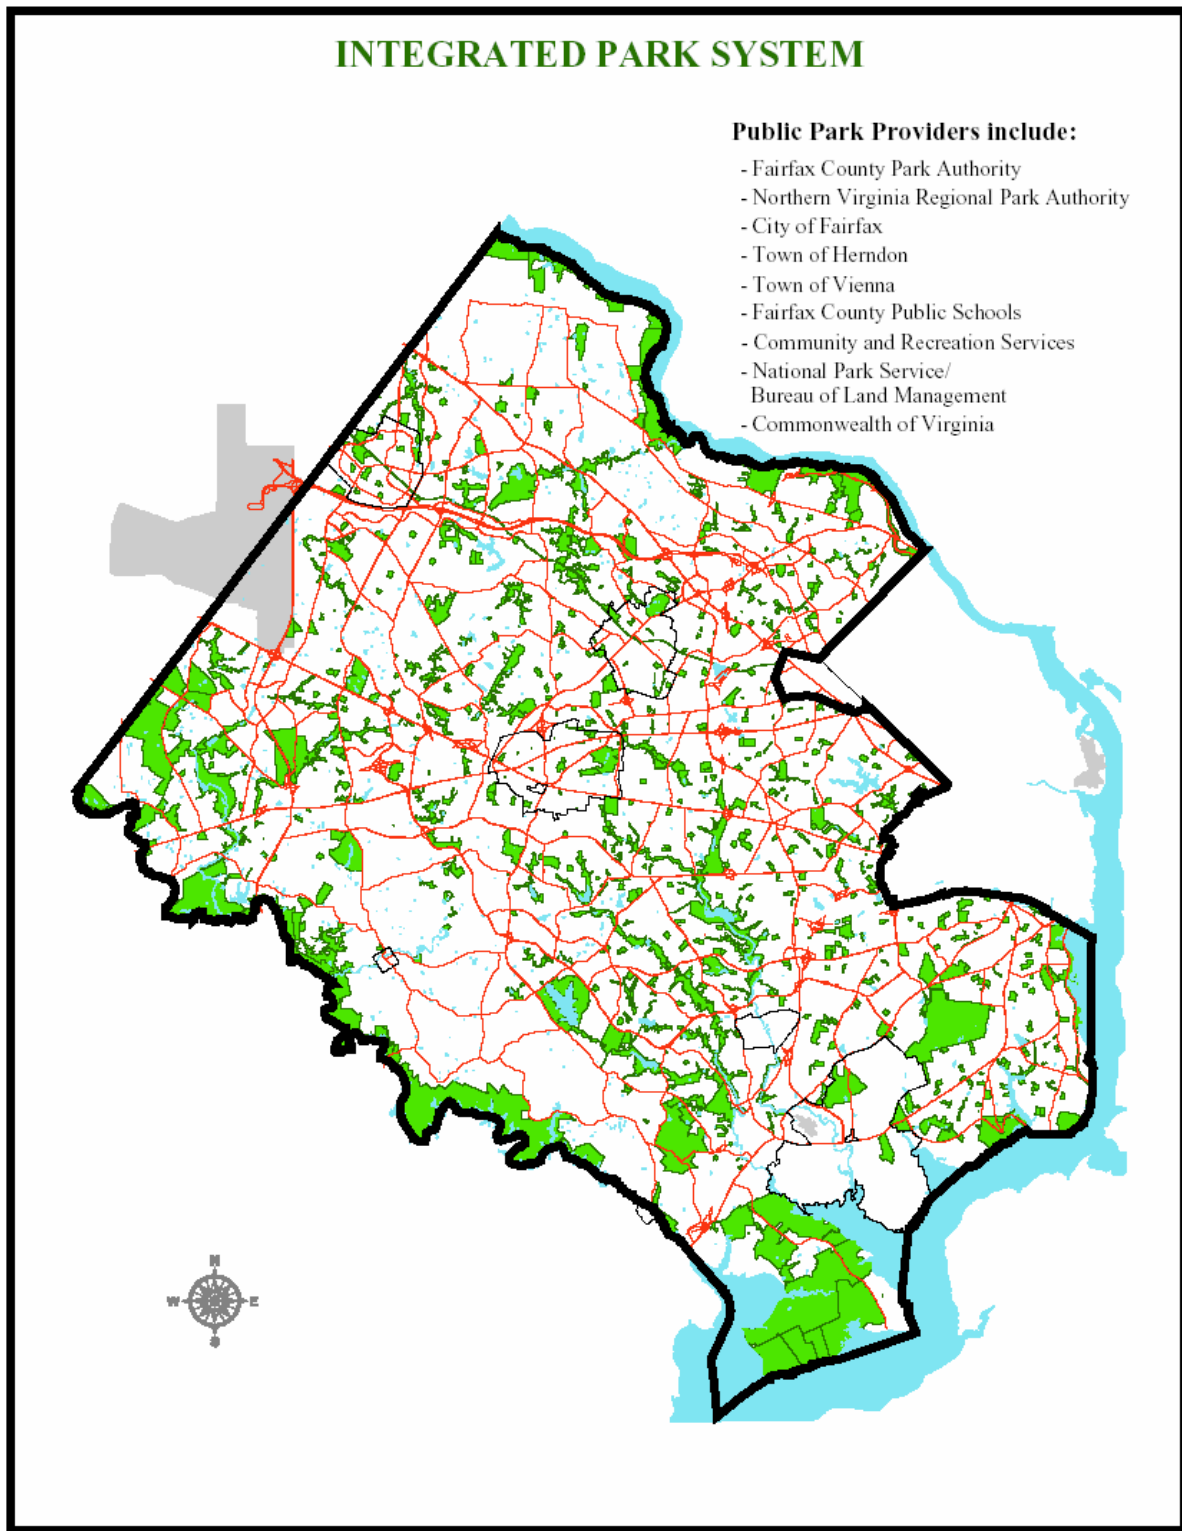 INTEGRATED PARK SYSTEM
Public Park Providers include:
- Fairfax County Park Authority
- Northern Virginia Regional Park Authority
- City of Fairfax
- Town of Herndon
- Town of Vienna
- Fairfax County Public Schools
- Community and Recreation Services
- National Park Service/
Bureau of Land Management
- Commonwealth of Virginia
N
W E
S